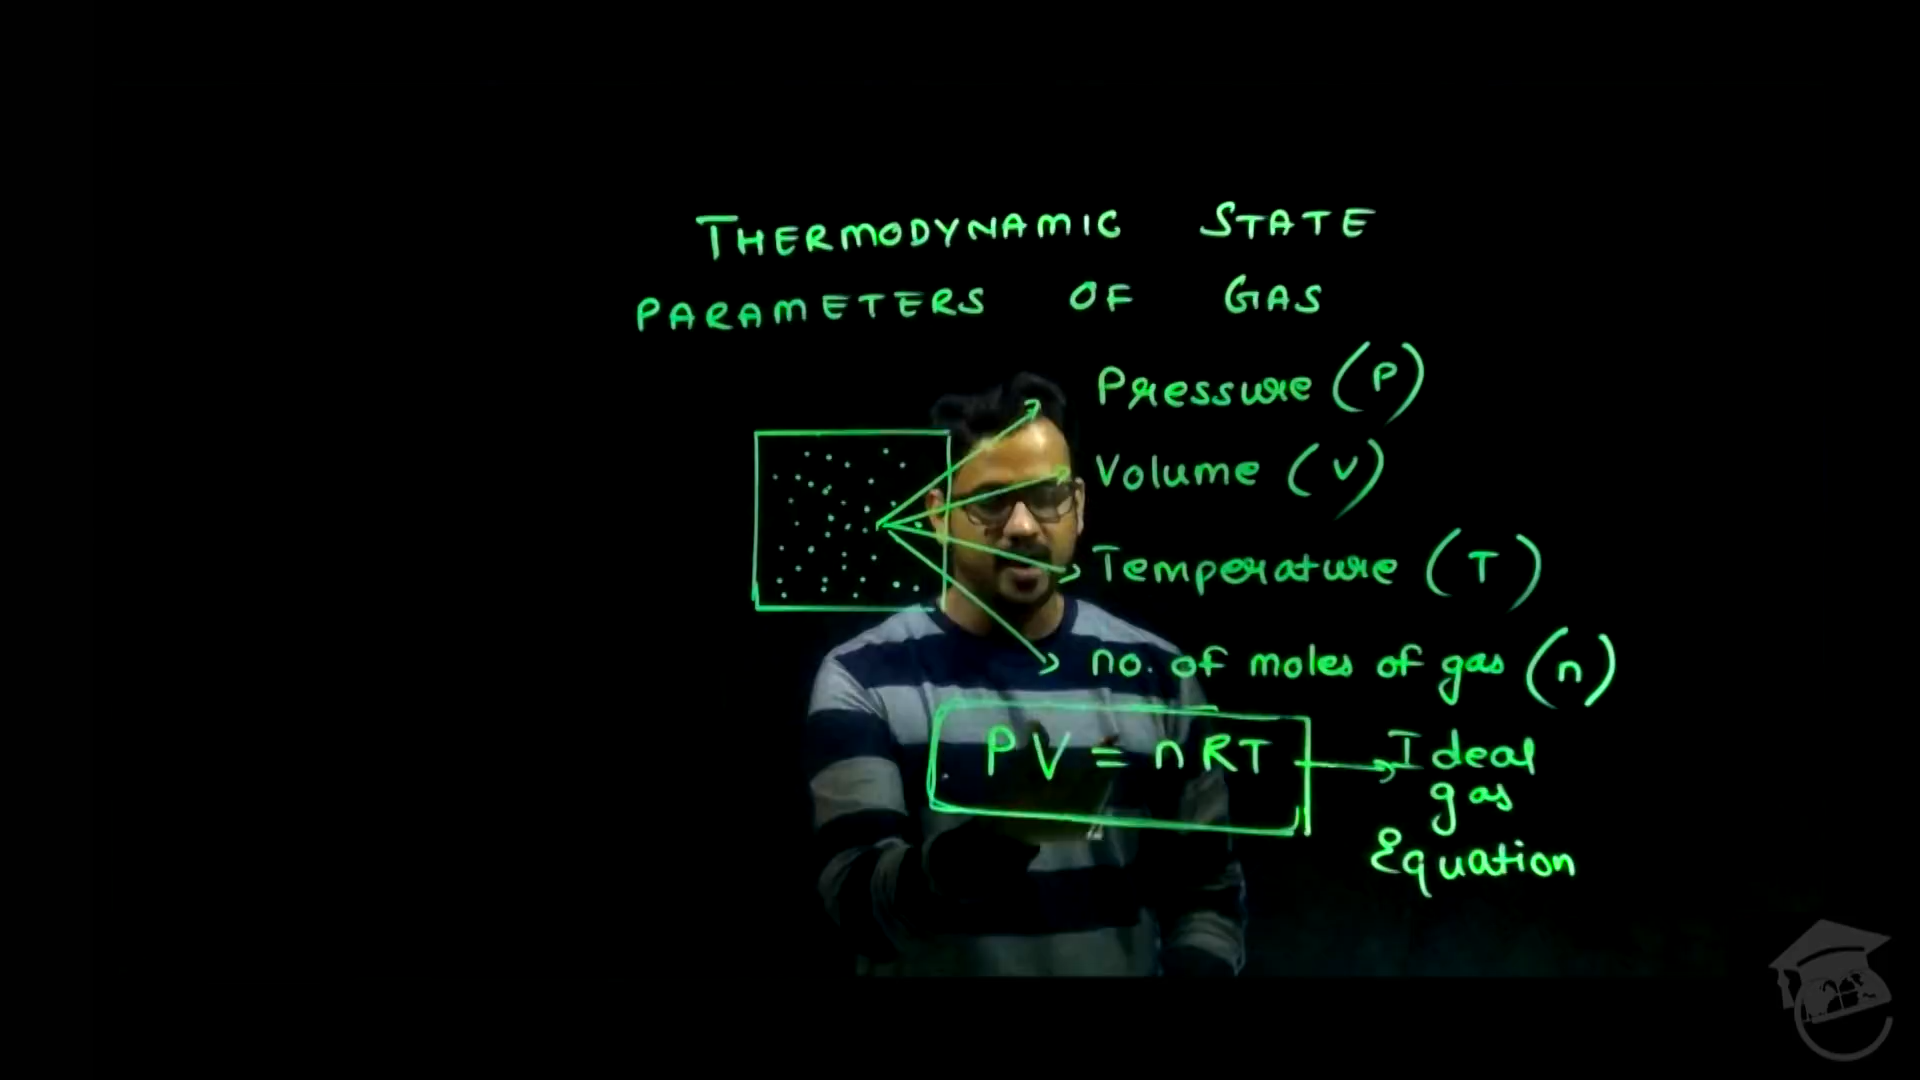 THERMODYNAMIC STATE
PARAMETERS OF GAS
Pressure (P)
Volume (V)
Temperature (T)
no. of moles of gas (n)
PV = nRT
Ideal
gas
Equation